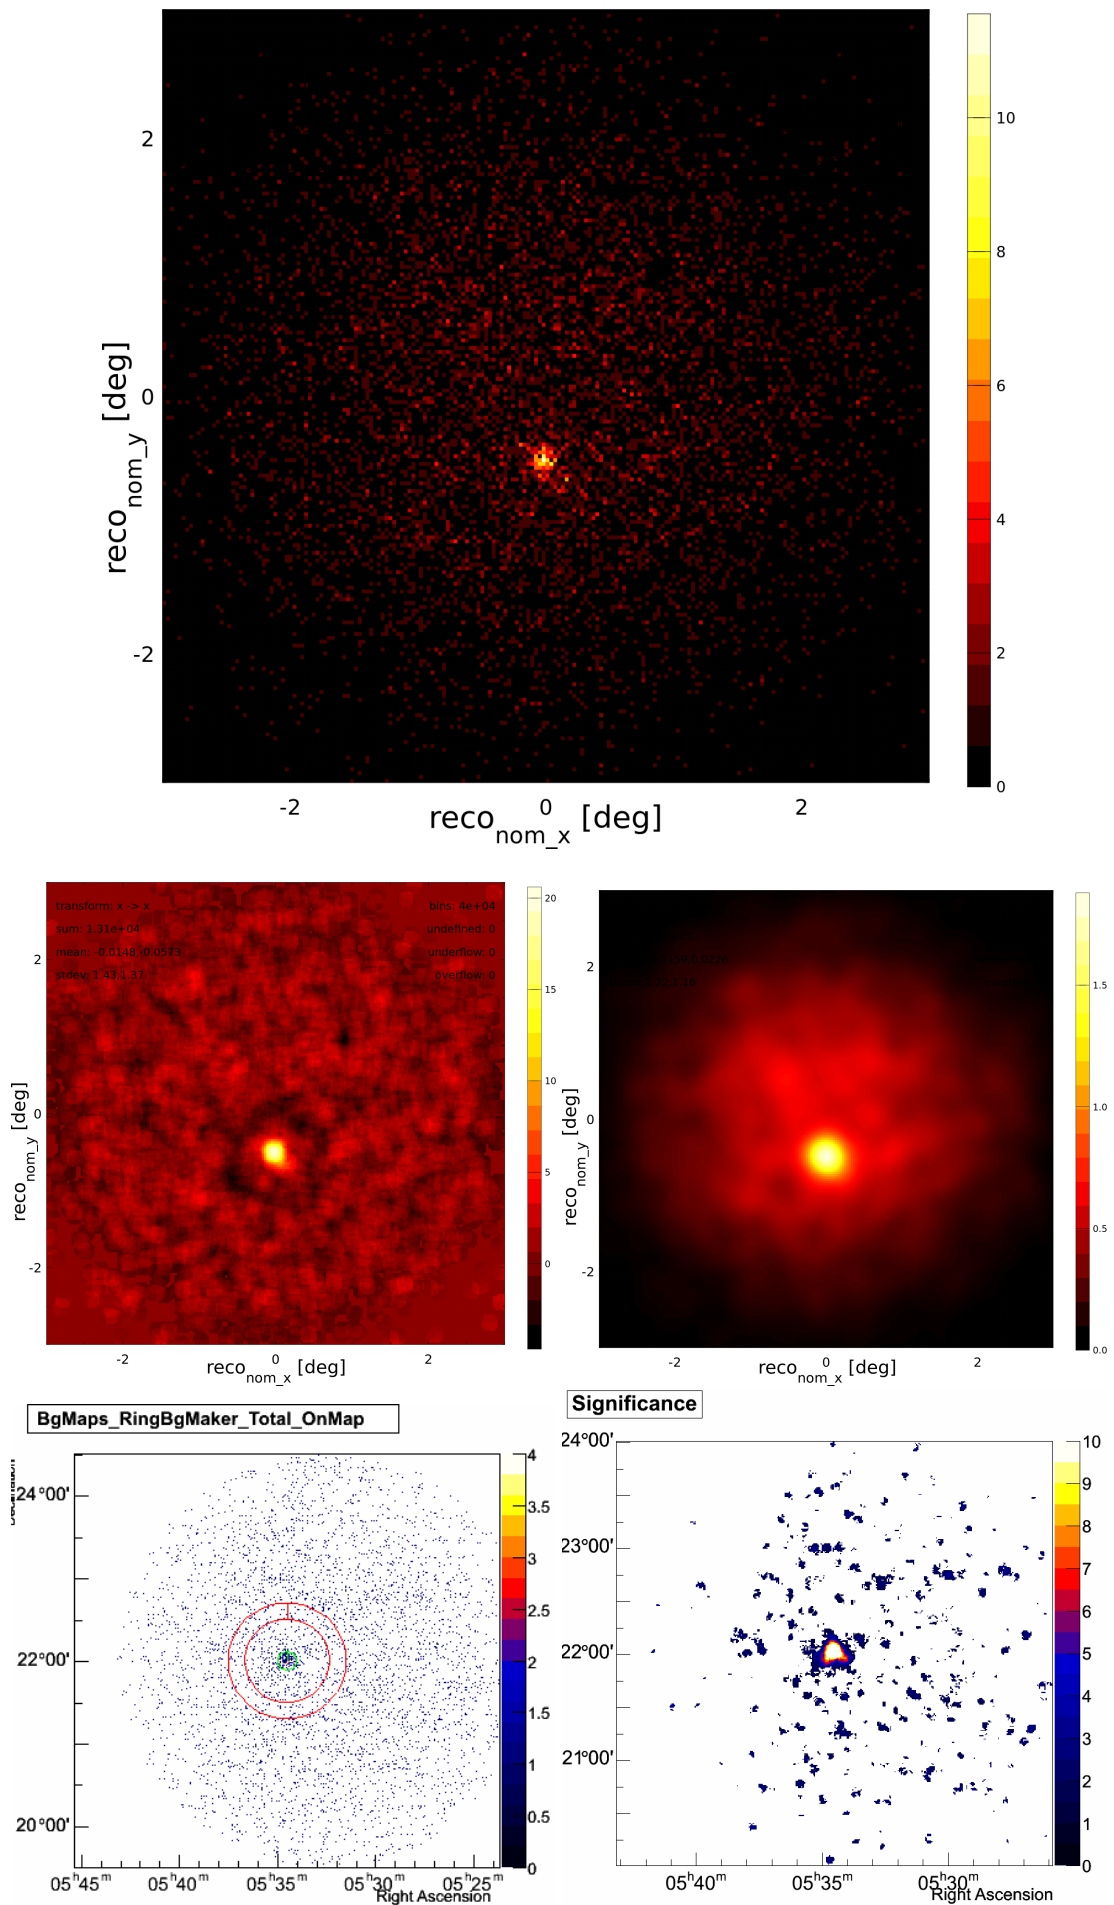 10
8
6
4
2
0
2
0
-2
reco_nom_y [deg]
-2
0
2
reco_nom_x [deg]
transform: x -> x
sum: 1.31e+04
mean: -0.0148,-0.0573
stdev: 1.43,1.37
bins: 4e+04
undefined: 0
underflow: 0
overflow: 0
20
15
10
5
0
2
0
-2
reco_nom_y [deg]
-2
0
2
reco_nom_x [deg]
1.5
1.0
0.5
0.0
2
0
-2
reco_nom_y [deg]
-2
0
2
reco_nom_x [deg]
BgMaps_RingBgMaker_Total_OnMap
24°00'
22°00'
20°00'
4
3.5
3
2.5
2
1.5
1
0.5
0
05h45m
05h40m
05h35m
05h30m
05h25m
Right Ascension
Significance
24°00'
23°00'
22°00'
21°00'
10
9
8
7
6
5
4
3
2
1
0
05h40m
05h35m
05h30m
Right Ascension